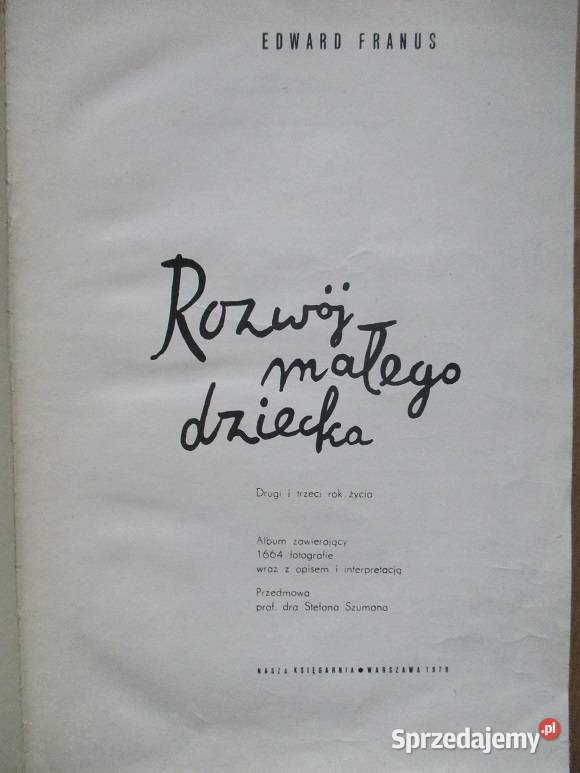 EDWARD FRANUS
Rozwój
małego
dziecka
Drugi i trzeci rok życia
Album zawierający
1664 fotografie
wraz z opisem i interpretacją
Przedmowa
prof. dra Stefana Szumana
NASZA KSIĘGARNIA ● WARSZAWA 1978
Sprzedajemy.pl